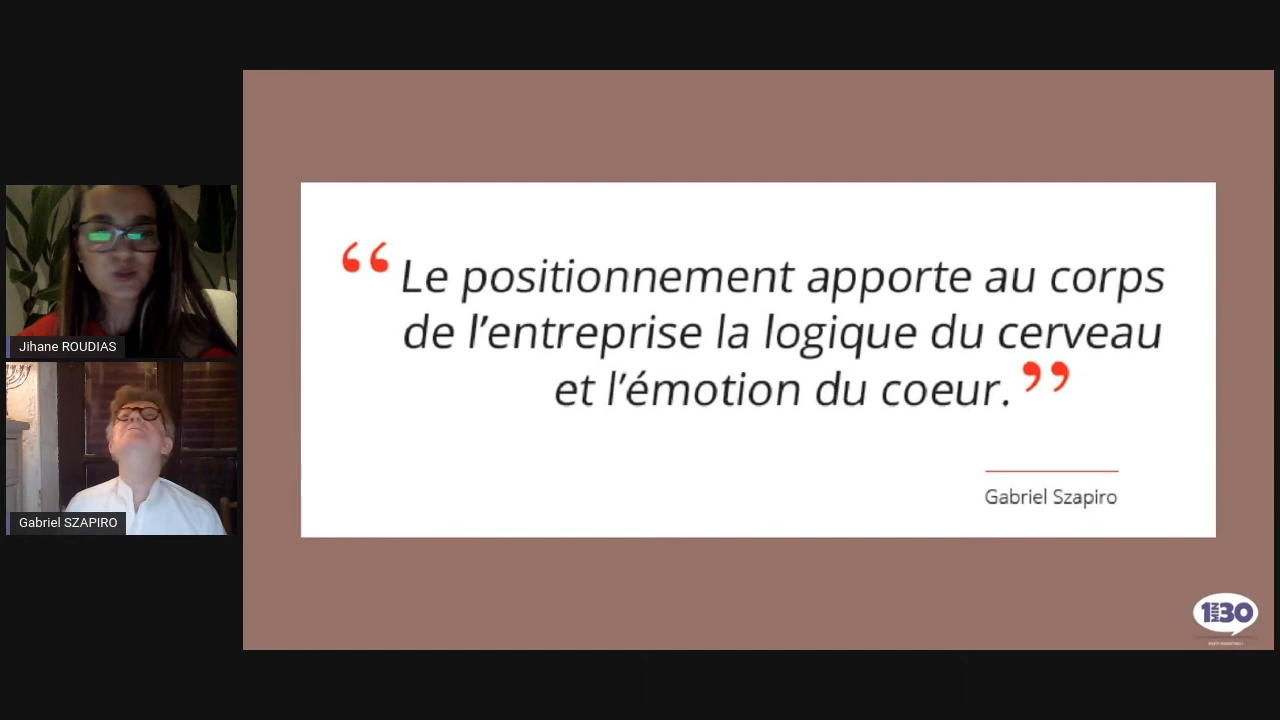 Jihane ROUDIAS
Gabriel SZAPIRO
“ Le positionnement apporte au corps
de l’entreprise la logique du cerveau
et l’émotion du coeur. ”
Gabriel Szapiro
1MIN30